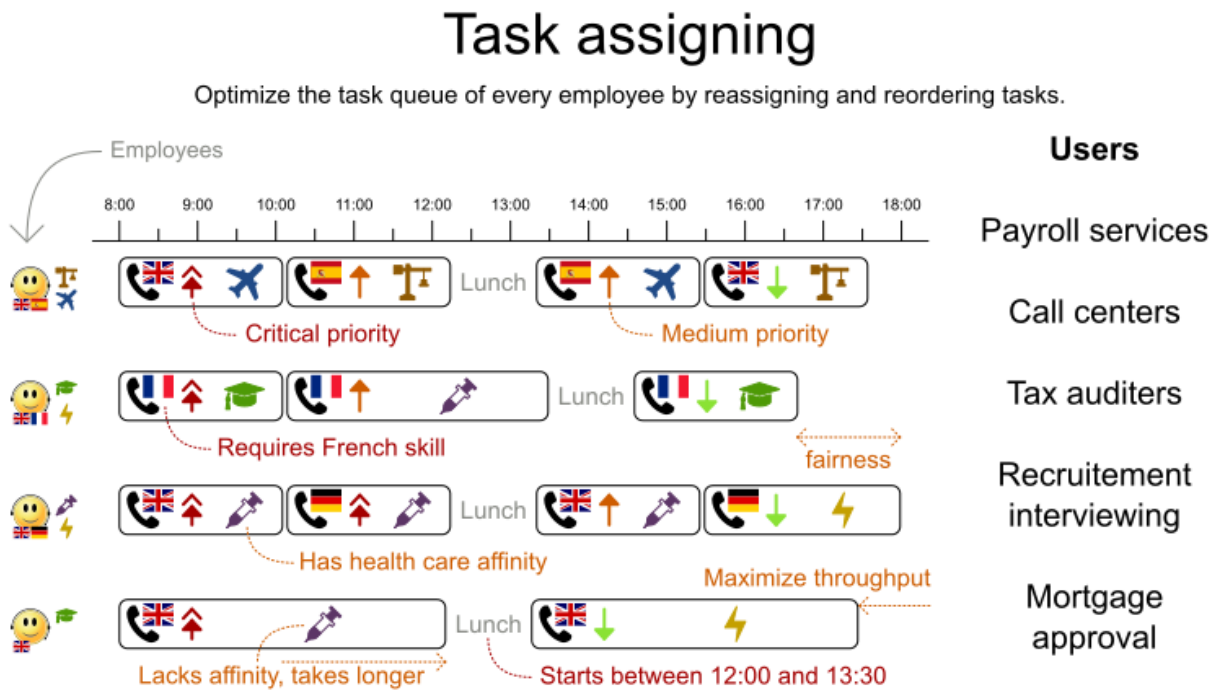 Task assigning
Optimize the task queue of every employee by reassigning and reordering tasks.
Employees
Users
8:00 9:00 10:00 11:00 12:00 13:00 14:00 15:00 16:00 17:00 18:00
Payroll services
Lunch
Call centers
Critical priority
Medium priority
Lunch
Tax auditers
Requires French skill
fairness
Recruitement
interviewing
Lunch
Has health care affinity
Maximize throughput
Mortgage
approval
Lunch
Lacks affinity, takes longer
Starts between 12:00 and 13:30